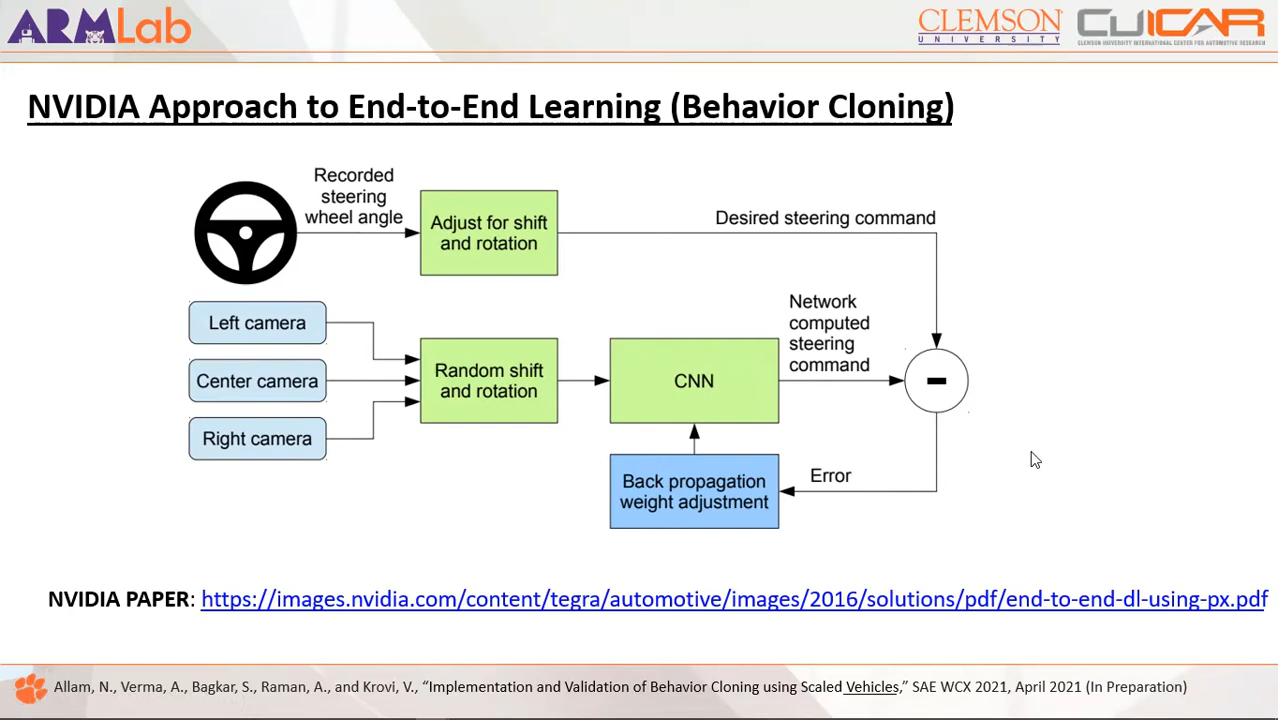 ARMLab
CLEMSON
UNIVERSITY
CUICAR
CLEMSON UNIVERSITY INTERNATIONAL CENTER FOR AUTOMOTIVE RESEARCH
NVIDIA Approach to End-to-End Learning (Behavior Cloning)
Recorded
steering
wheel angle
Adjust for shift
and rotation
Desired steering command
Left camera
Center camera
Right camera
Random shift
and rotation
CNN
Network
computed
steering
command
Back propagation
weight adjustment
Error
NVIDIA PAPER: https://images.nvidia.com/content/tegra/automotive/images/2016/solutions/pdf/end-to-end-dl-using-px.pdf
Allam, N., Verma, A., Bagkar, S., Raman, A., and Krovi, V., “Implementation and Validation of Behavior Cloning using Scaled Vehicles,” SAE WCX 2021, April 2021 (In Preparation)